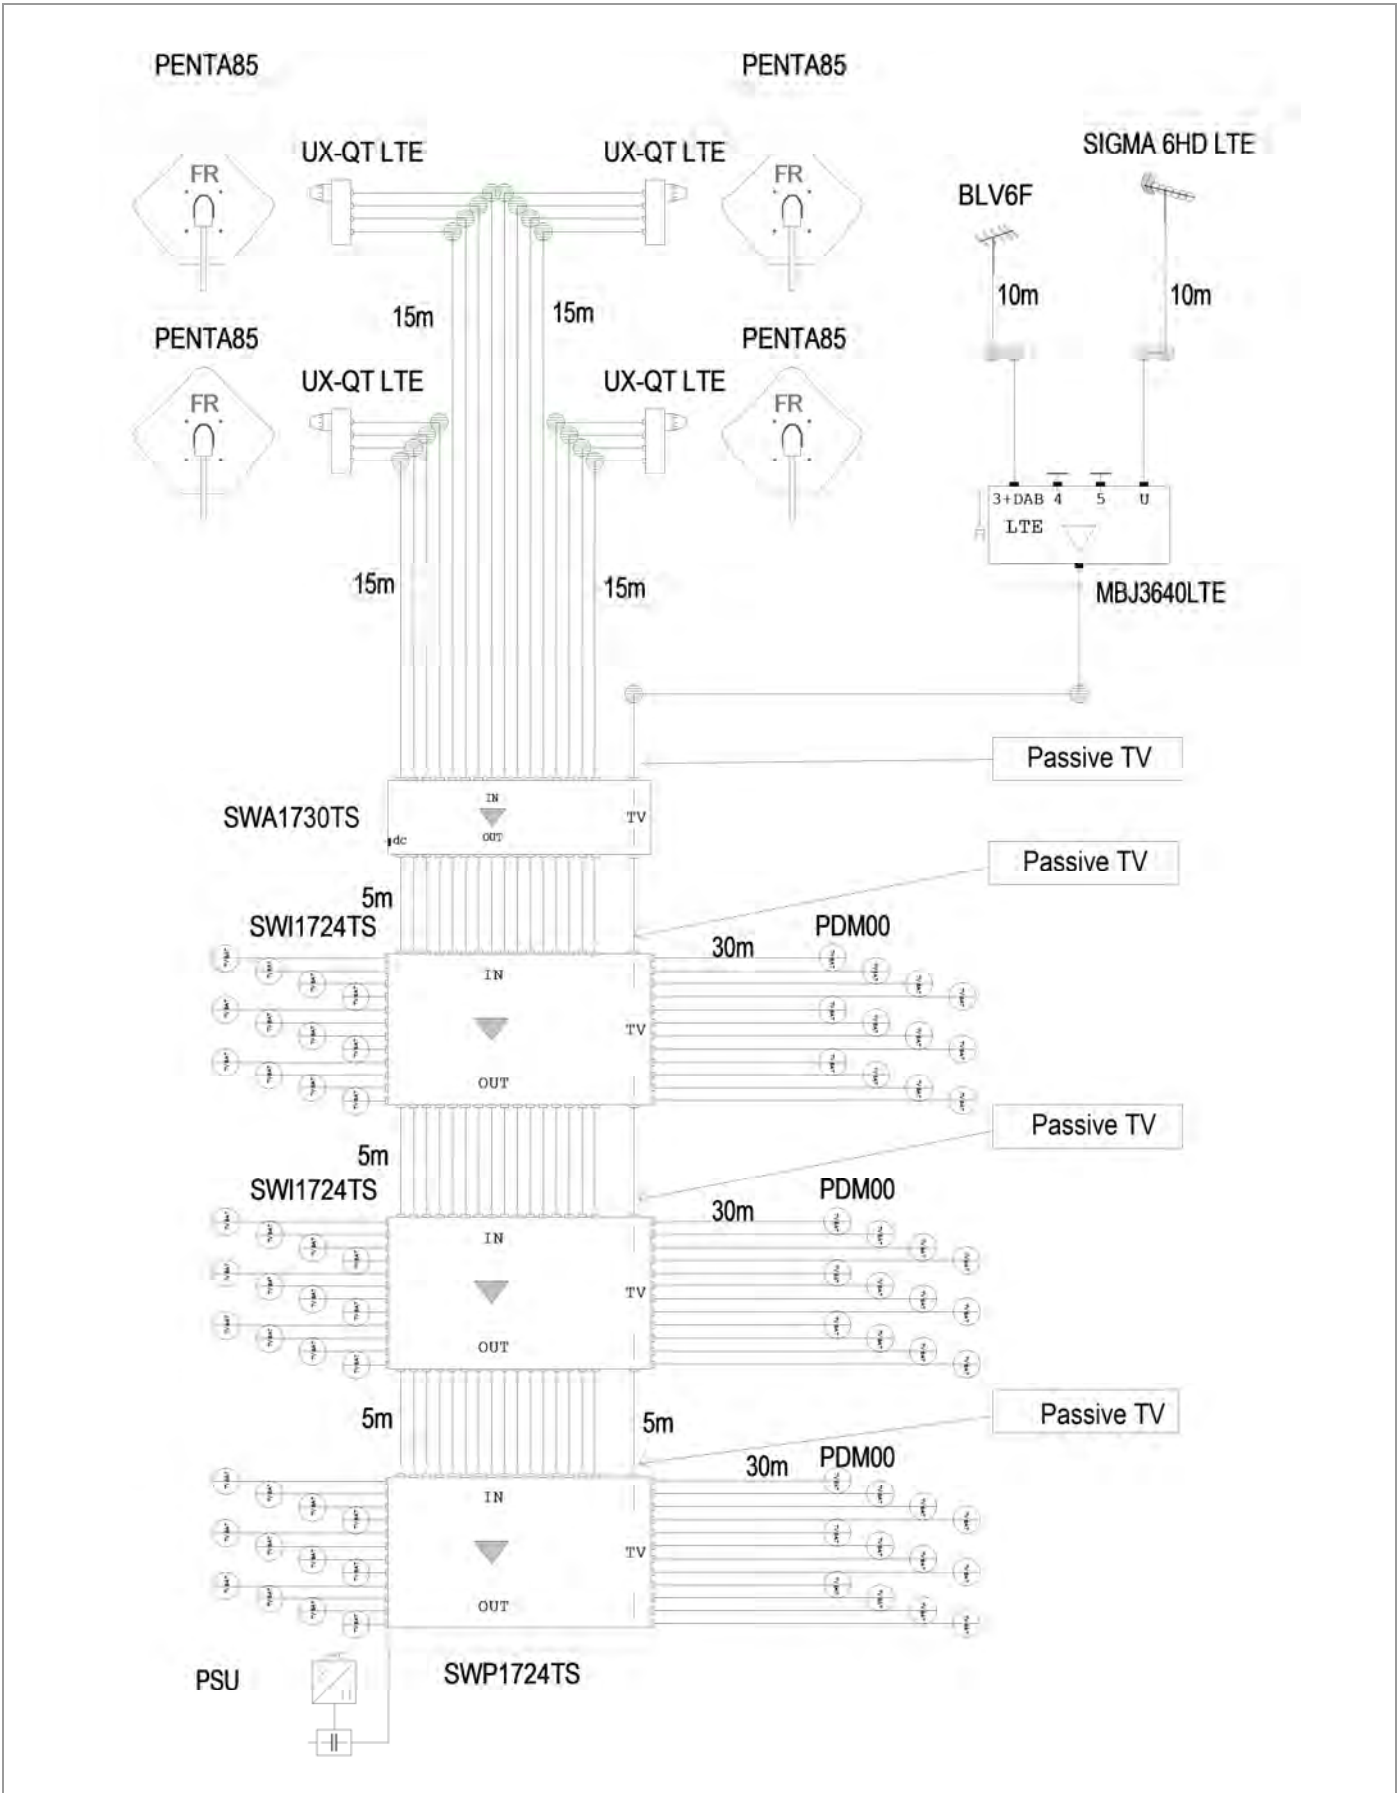 PENTA85
PENTA85
UX-QT LTE
UX-QT LTE
SIGMA 6HD LTE
FR
FR
BLV6F
10m
10m
15m
15m
PENTA85
PENTA85
UX-QT LTE
UX-QT LTE
FR
FR
3+DAB 4 5 U
LTE
15m
15m
MBJ3640LTE
Passive TV
SWA1730TS
IN
TV
dc
OUT
Passive TV
5m
SWI1724TS
PDM00
30m
IN
TV
OUT
Passive TV
5m
SWI1724TS
PDM00
30m
IN
TV
OUT
Passive TV
5m
5m
PDM00
30m
IN
TV
OUT
PSU
SWP1724TS